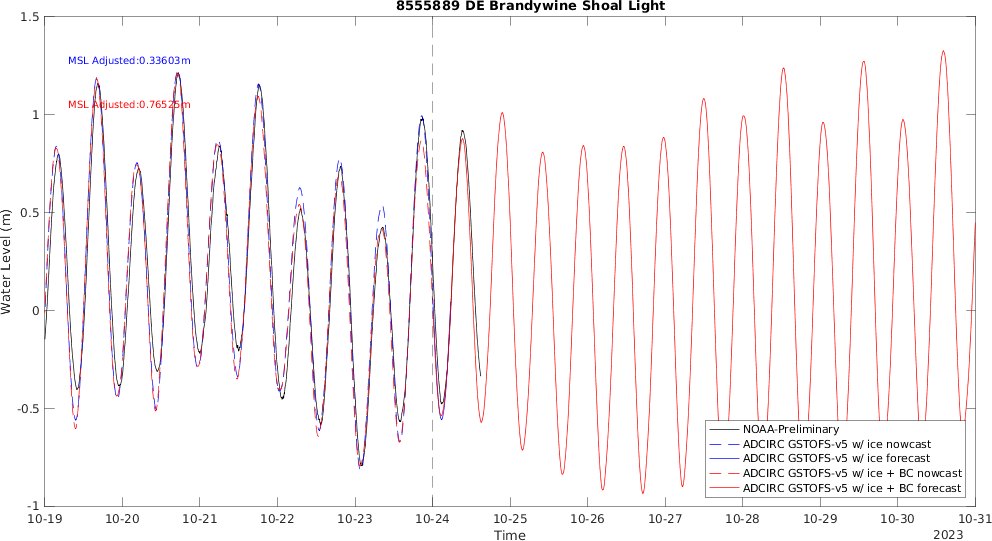 8555889 DE Brandywine Shoal Light
1.5
1
0.5
0
-0.5
-1
Water Level (m)
MSL Adjusted:0.33603m
MSL Adjusted:0.76525m
NOAA-Preliminary
ADCIRC GSTOFS-v5 w/ ice nowcast
ADCIRC GSTOFS-v5 w/ ice forecast
ADCIRC GSTOFS-v5 w/ ice + BC nowcast
ADCIRC GSTOFS-v5 w/ ice + BC forecast
10-19 10-20 10-21 10-22 10-23 10-24 10-25 10-26 10-27 10-28 10-29 10-30 10-31
Time
2023